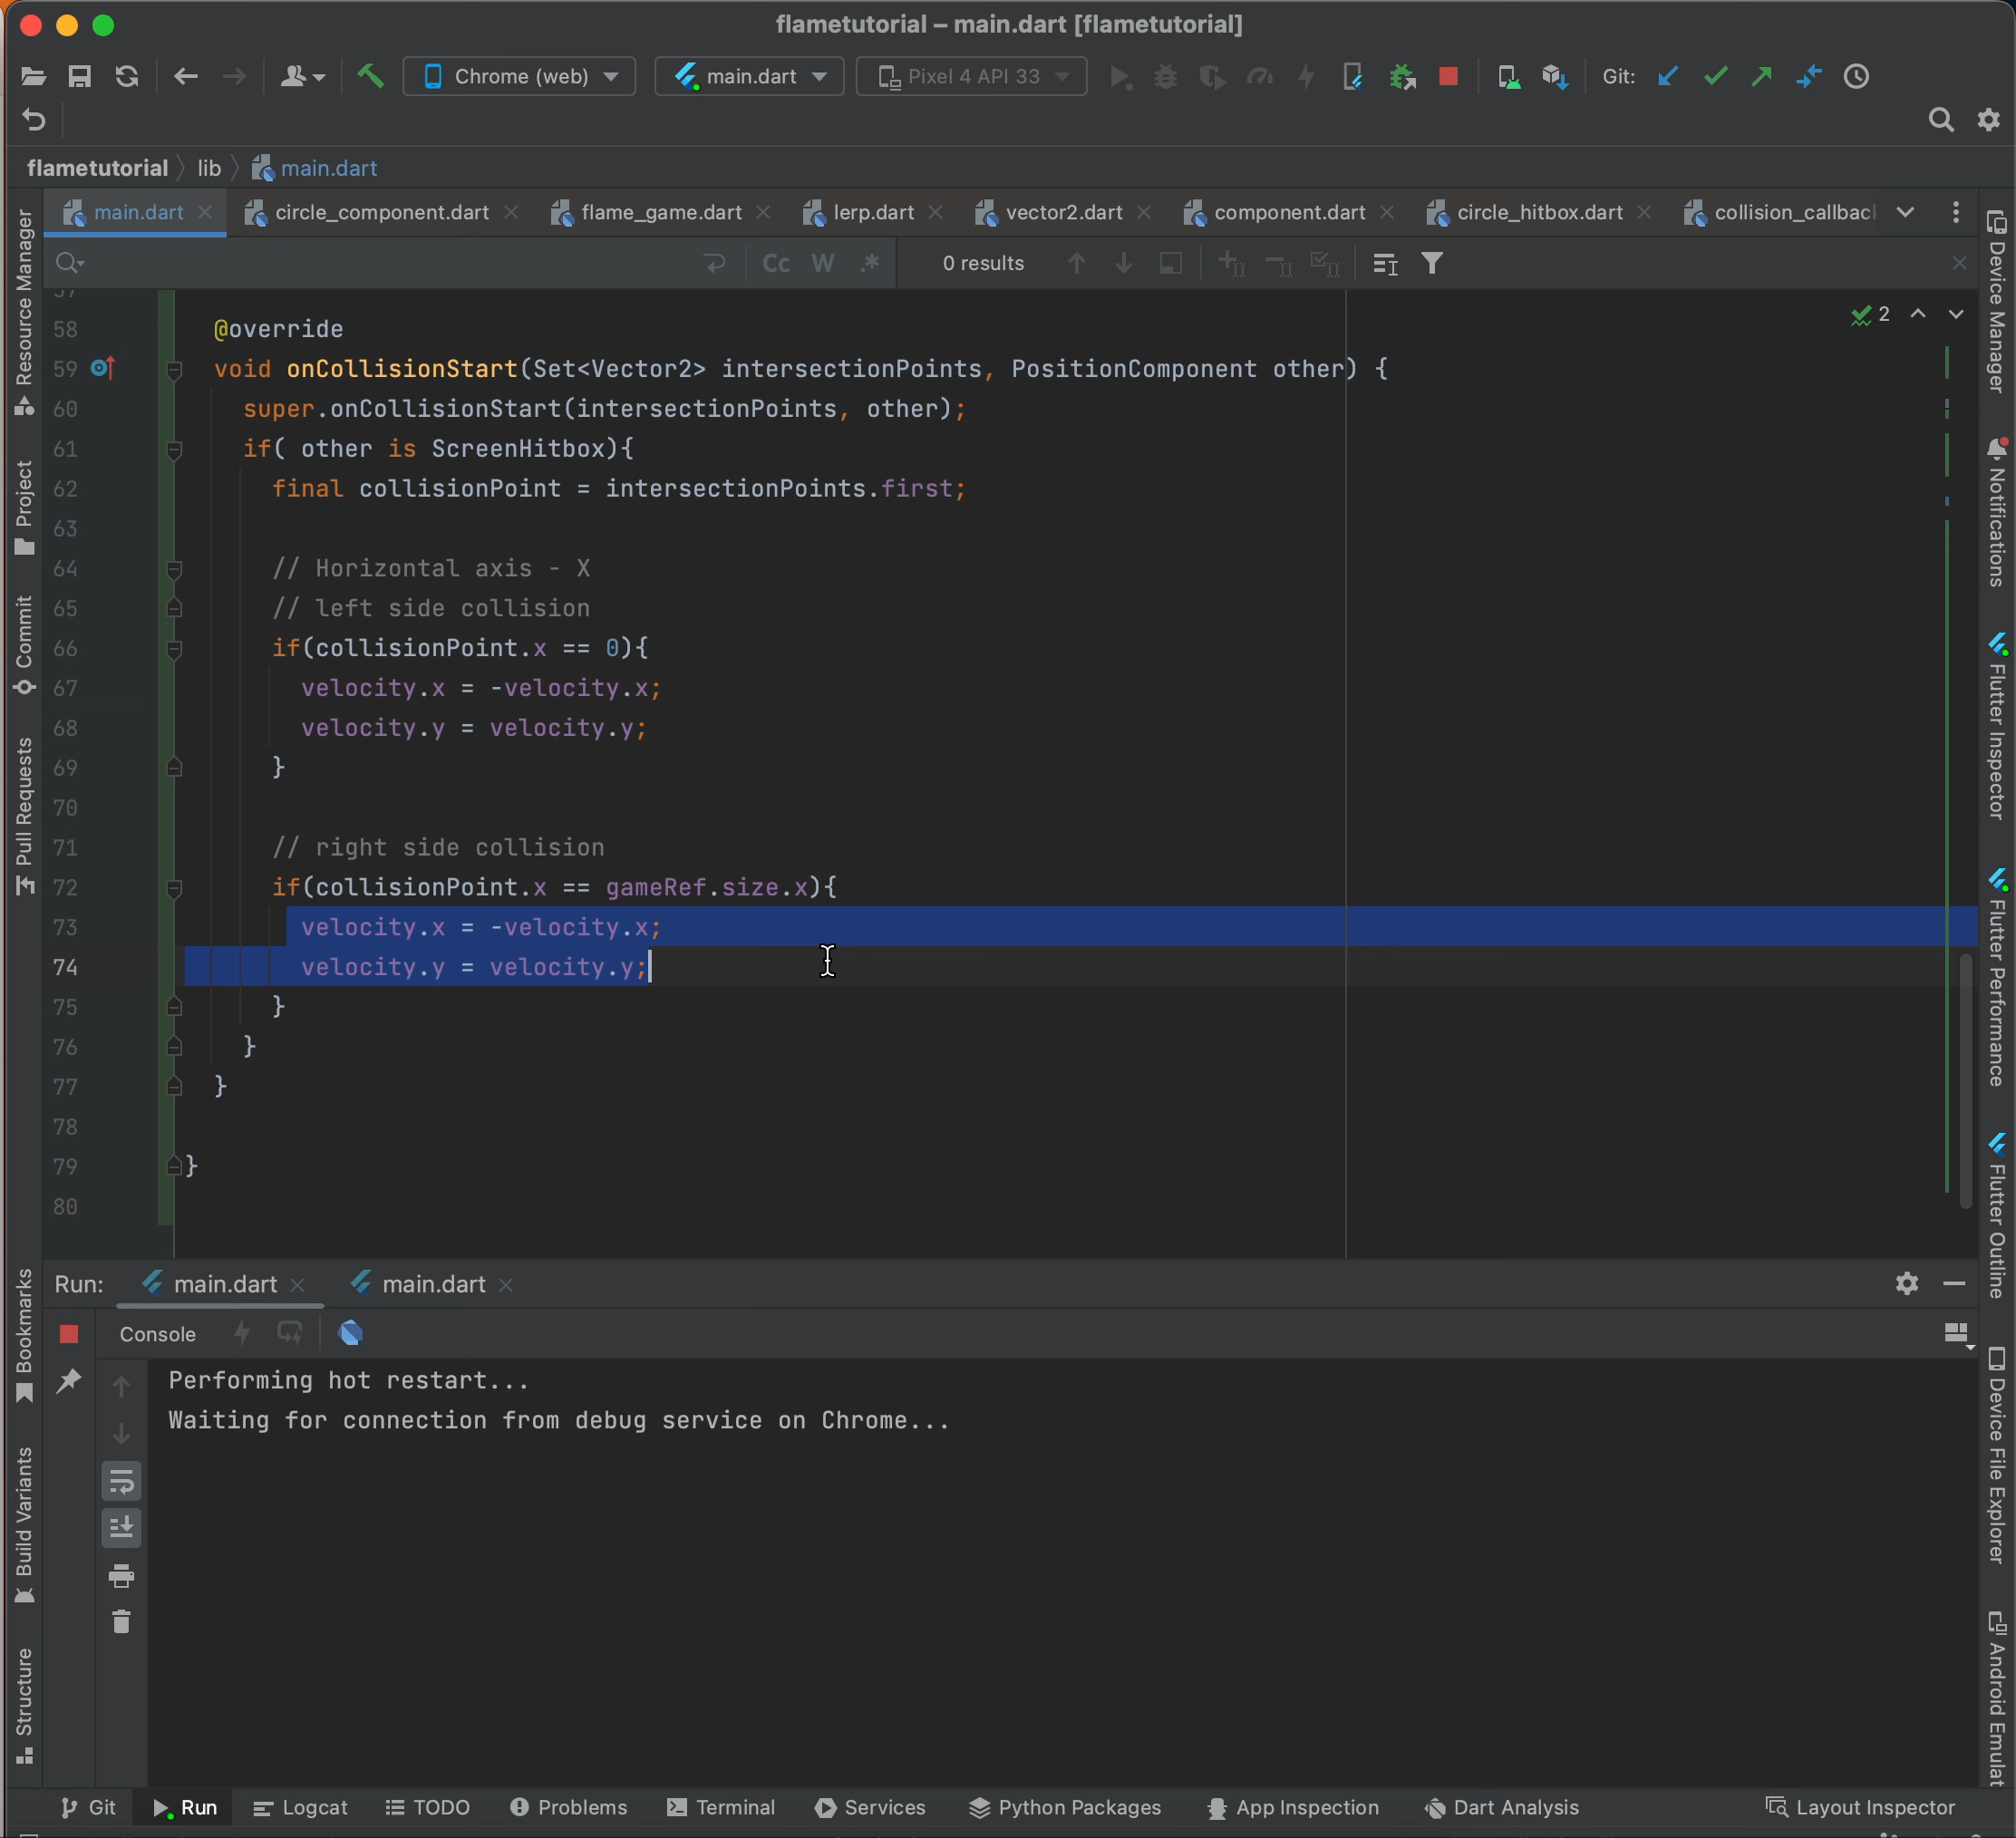 flametutorial – main.dart [flametutorial]
Chrome (web)
main.dart
Pixel 4 API 33
Git:
flametutorial
lib
main.dart
main.dart
circle_component.dart
flame_game.dart
lerp.dart
vector2.dart
component.dart
circle_hitbox.dart
collision_callbac
Cc
W
.*
0 results
2
57
58 @override
59 void onCollisionStart(Set<Vector2> intersectionPoints, PositionComponent other) {
60 super.onCollisionStart(intersectionPoints, other);
61 if( other is ScreenHitbox){
62 final collisionPoint = intersectionPoints.first;
63
64 // Horizontal axis - X
65 // left side collision
66 if(collisionPoint.x == 0){
67 velocity.x = -velocity.x;
68 velocity.y = velocity.y;
69 }
70
71 // right side collision
72 if(collisionPoint.x == gameRef.size.x){
73 velocity.x = -velocity.x;
74 velocity.y = velocity.y;
75 }
76 }
77 }
78
79 }
80
Resource Manager
Project
Commit
Pull Requests
Bookmarks
Build Variants
Structure
Device Manager
Notifications
Flutter Inspector
Flutter Performance
Flutter Outline
Device File Explorer
Android Emulat
Run:
main.dart
main.dart
Console
Performing hot restart...
Waiting for connection from debug service on Chrome...
Git
Run
Logcat
TODO
Problems
Terminal
Services
Python Packages
App Inspection
Dart Analysis
Layout Inspector